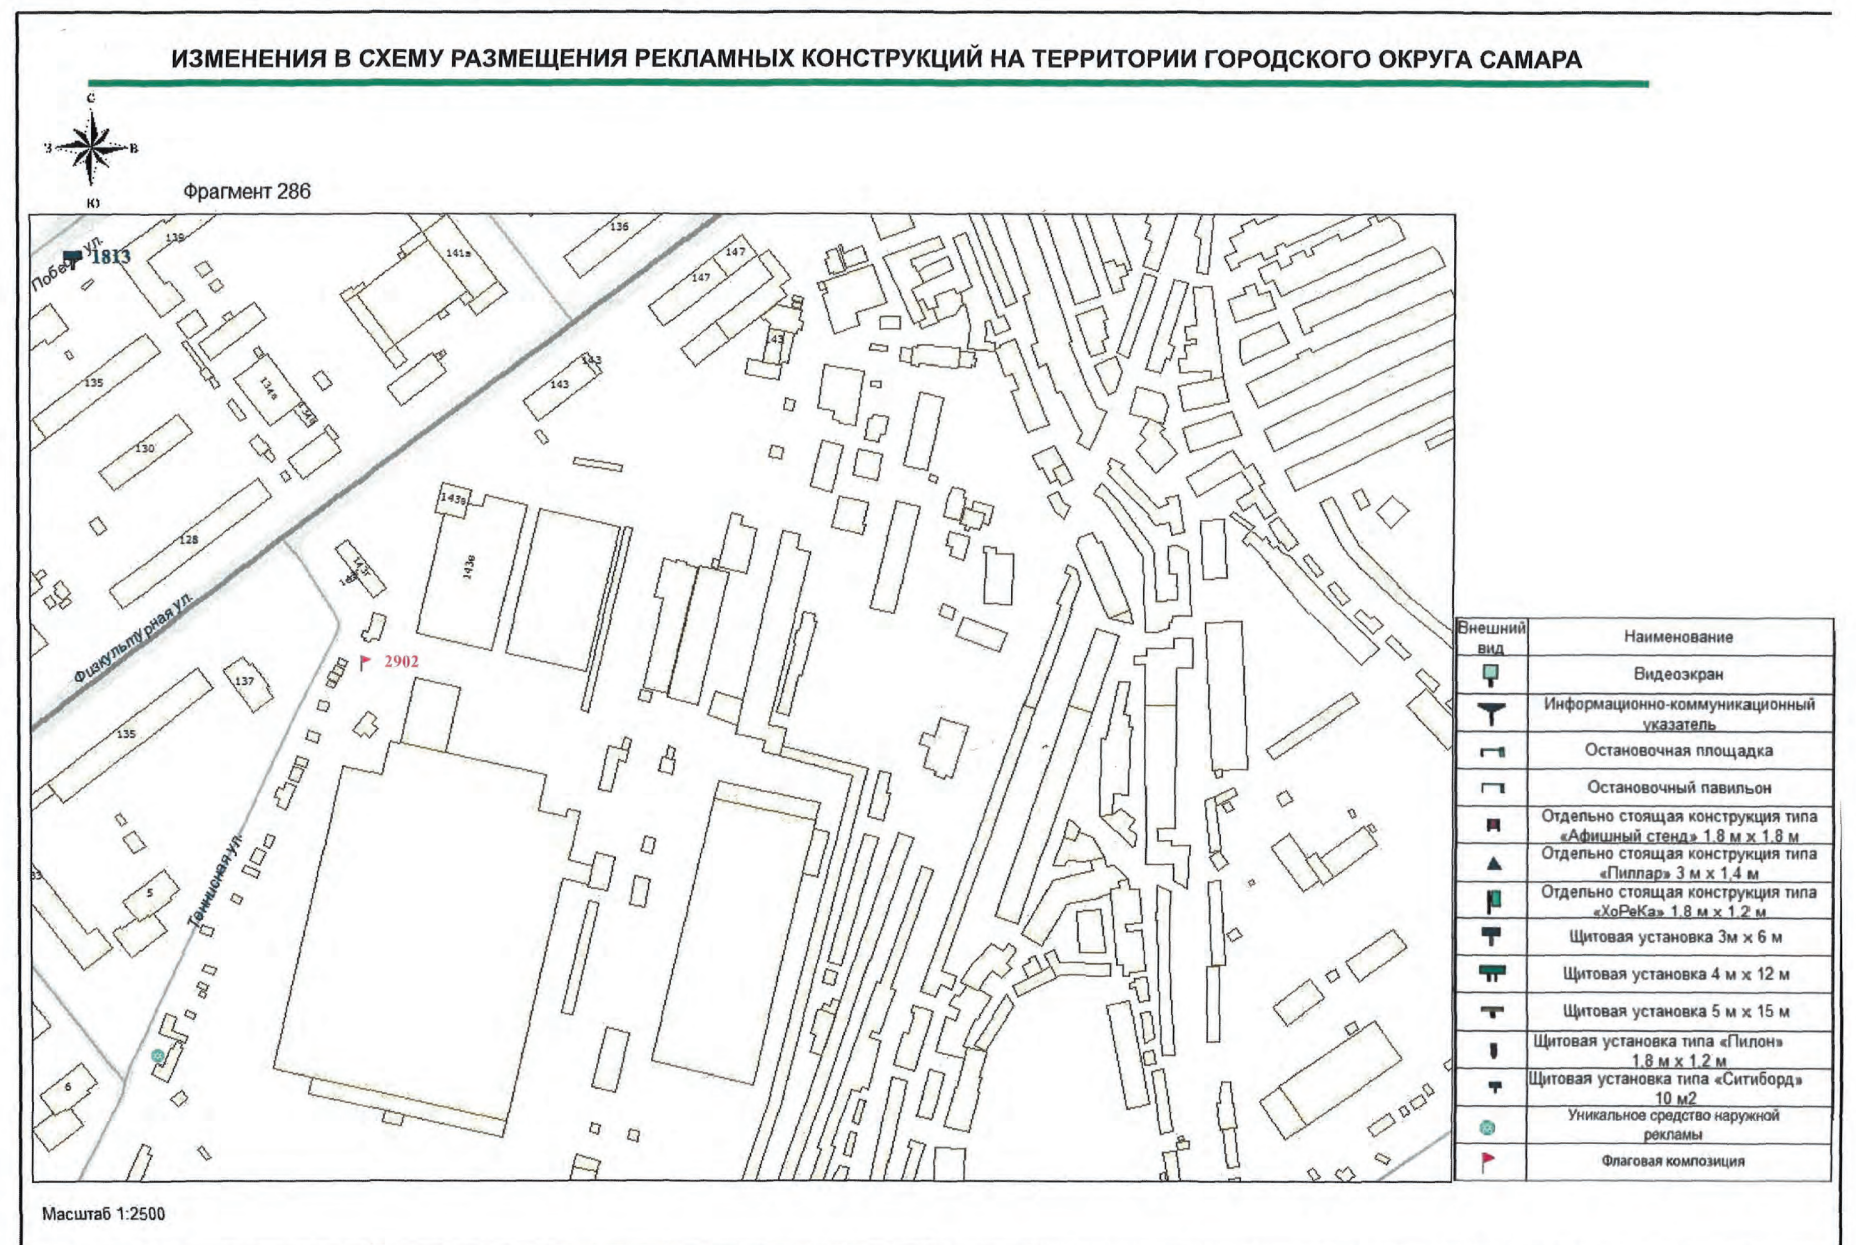 ИЗМЕНЕНИЯ В СХЕМУ РАЗМЕЩЕНИЯ РЕКЛАМНЫХ КОНСТРУКЦИЙ НА ТЕРРИТОРИИ ГОРОДСКОГО ОКРУГА САМАРА
С
З
В
Ю
Фрагмент 286
1813
ул.
139
141а
136
147
147
143
143
143
135
134а
130
128
143в
143в
143г
Физкультурная ул.
2902
137
135
5
6
Теннисная ул.
Внешний вид
Наименование
Видеоэкран
Информационно-коммуникационный
указатель
Остановочная площадка
Остановочный павильон
Отдельно стоящая конструкция типа
«Афишный стенд» 1.8 м х 1.8 м
Отдельно стоящая конструкция типа
«Пиллар» 3 м х 1,4 м
Отдельно стоящая конструкция типа
«ХоРеКа» 1.8 м х 1.2 м
Щитовая установка 3м х 6 м
Щитовая установка 4 м х 12 м
Щитовая установка 5 м х 15 м
Щитовая установка типа «Пилон»
1.8 м х 1.2 м
Щитовая установка типа «Ситиборд»
10 м2
Уникальное средство наружной
рекламы
Флаговая композиция
Масштаб 1:2500